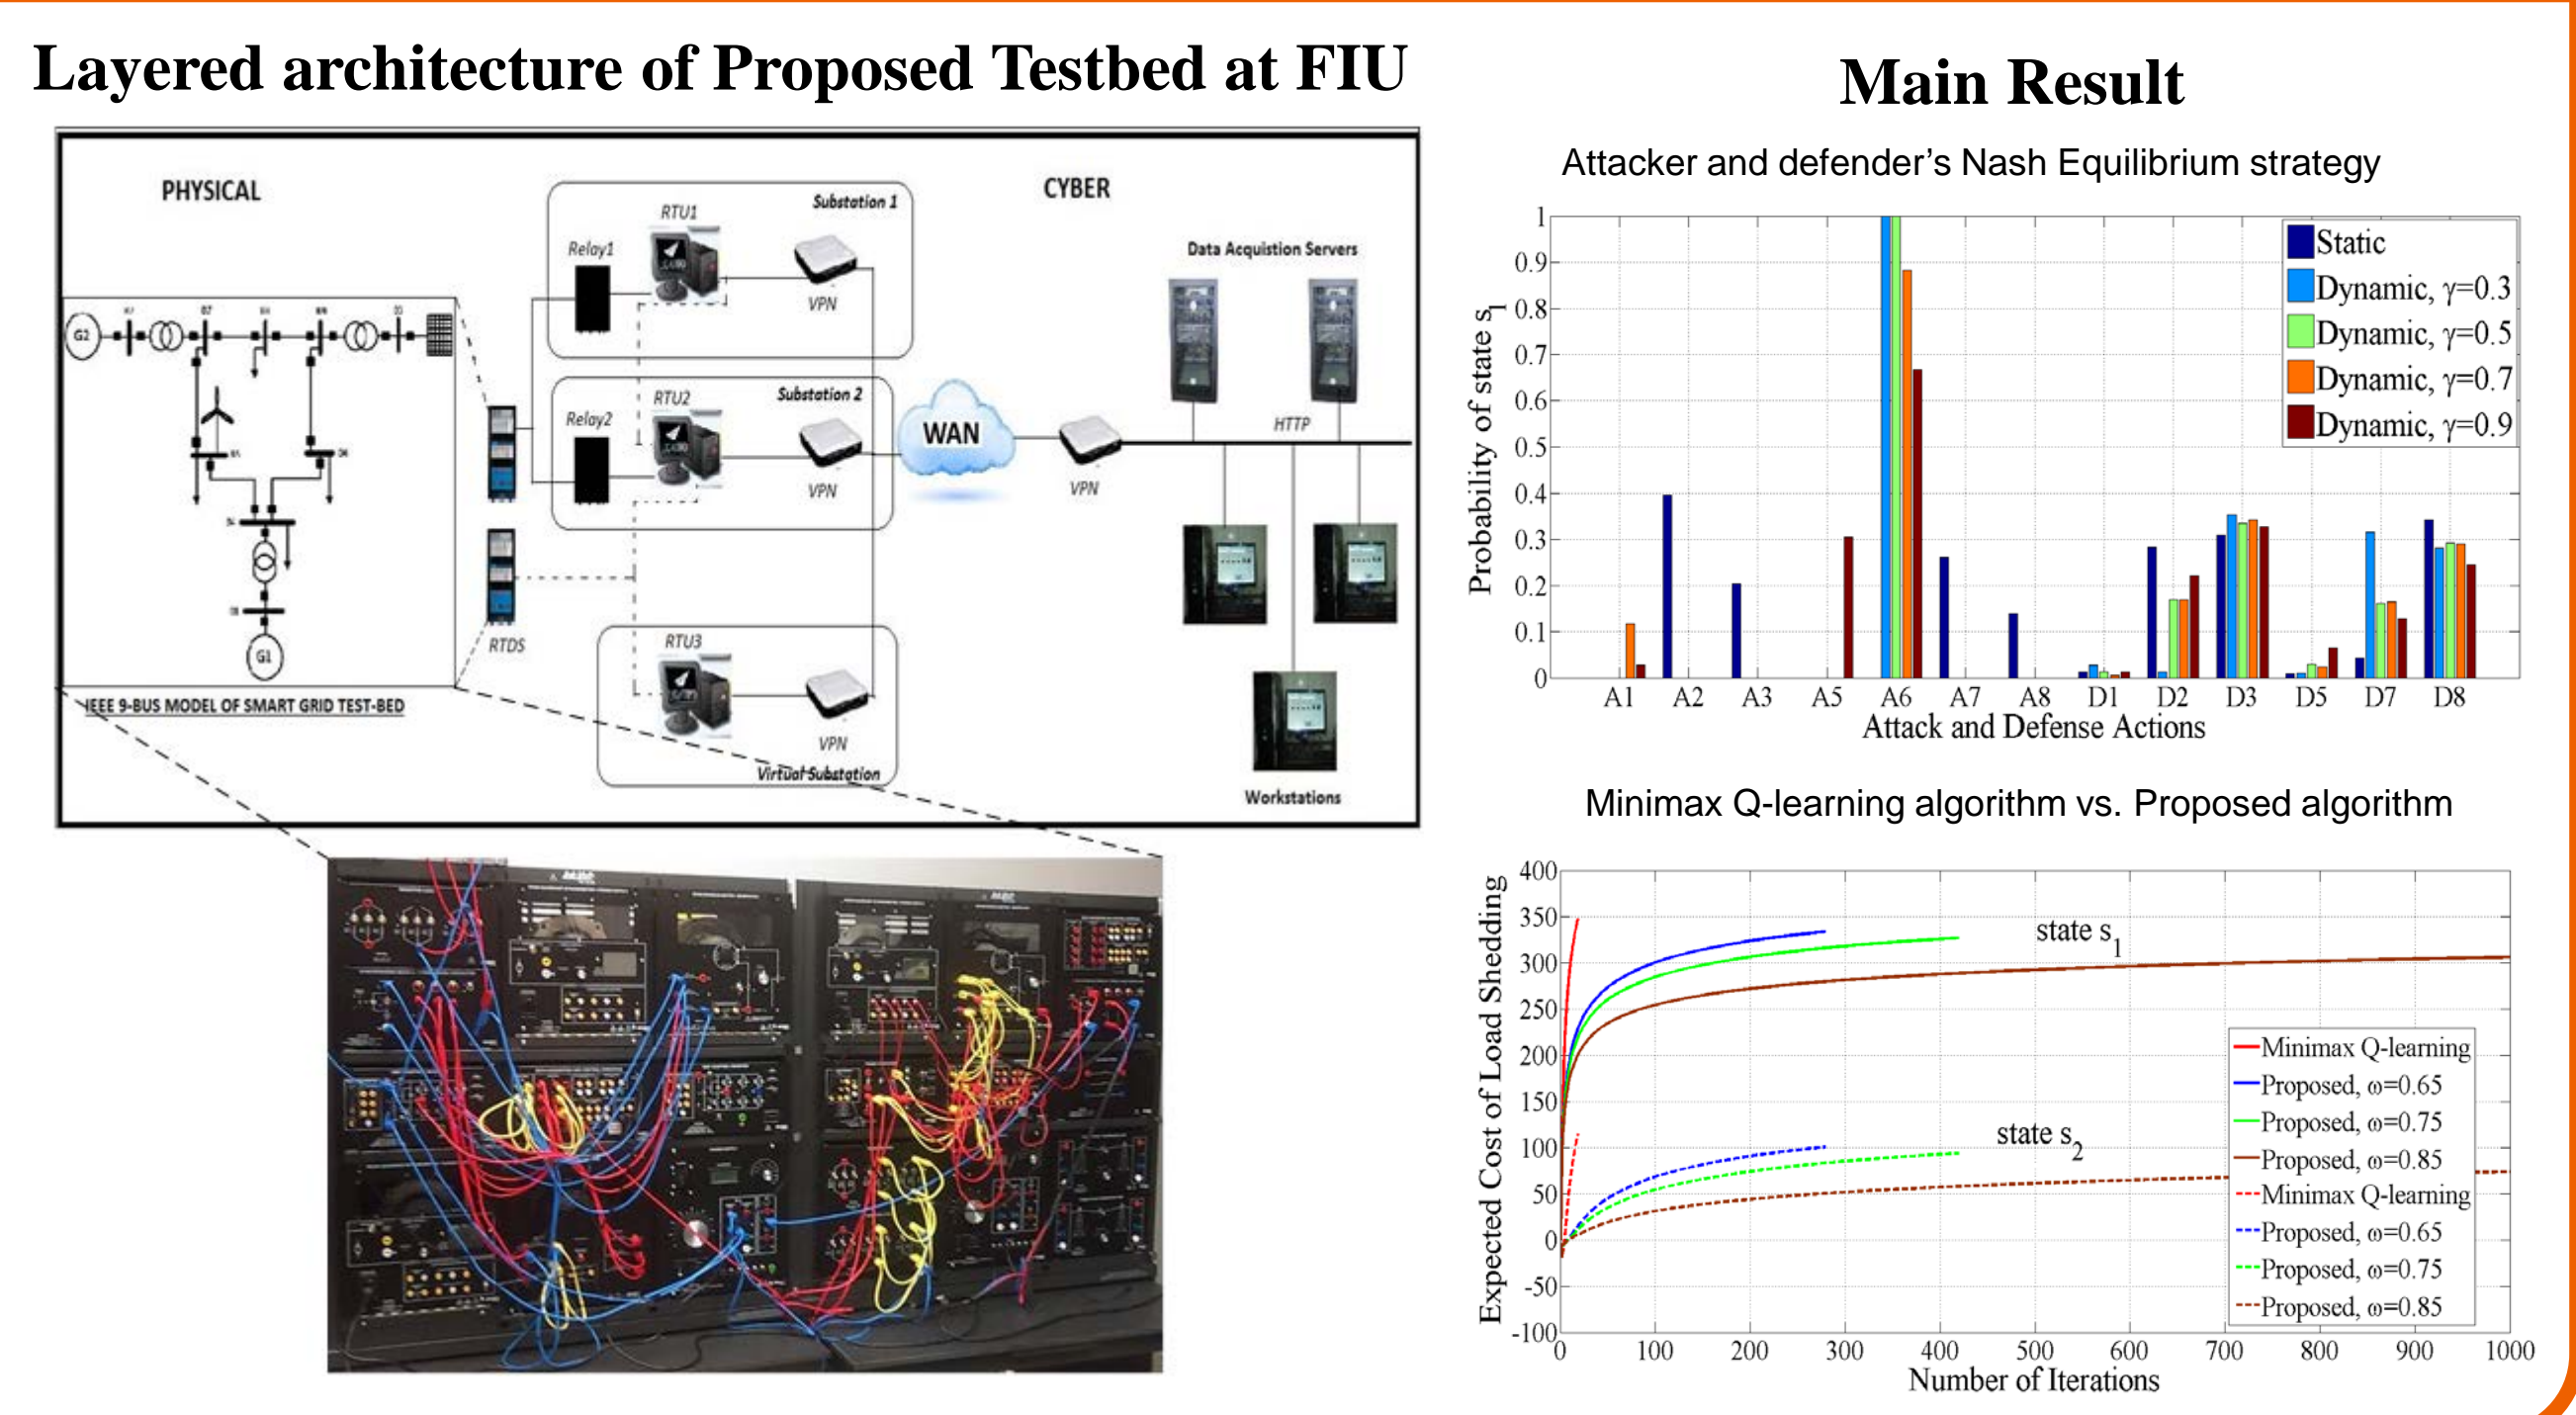 Layered architecture of Proposed Testbed at FIU
PHYSICAL
CYBER
Substation 1
RTU1
Relay1
VPN
Substation 2
RTU2
Relay2
VPN
WAN
VPN
Data Acquistion Servers
HTTP
G2
G1
RTDS
RTU3
VPN
Virtual Substation
Workstations
IEEE 9-BUS MODEL OF SMART GRID TEST-BED
Main Result
Attacker and defender’s Nash Equilibrium strategy
Probability of state s1
1
0.9
0.8
0.7
0.6
0.5
0.4
0.3
0.2
0.1
0
Static
Dynamic, γ=0.3
Dynamic, γ=0.5
Dynamic, γ=0.7
Dynamic, γ=0.9
A1 A2 A3 A5 A6 A7 A8 D1 D2 D3 D5 D7 D8
Attack and Defense Actions
Minimax Q-learning algorithm vs. Proposed algorithm
Expected Cost of Load Shedding
400
350
300
250
200
150
100
50
0
-50
-100
state s1
state s2
Minimax Q-learning
Proposed, ω=0.65
Proposed, ω=0.75
Proposed, ω=0.85
Minimax Q-learning
Proposed, ω=0.65
Proposed, ω=0.75
Proposed, ω=0.85
0 100 200 300 400 500 600 700 800 900 1000
Number of Iterations